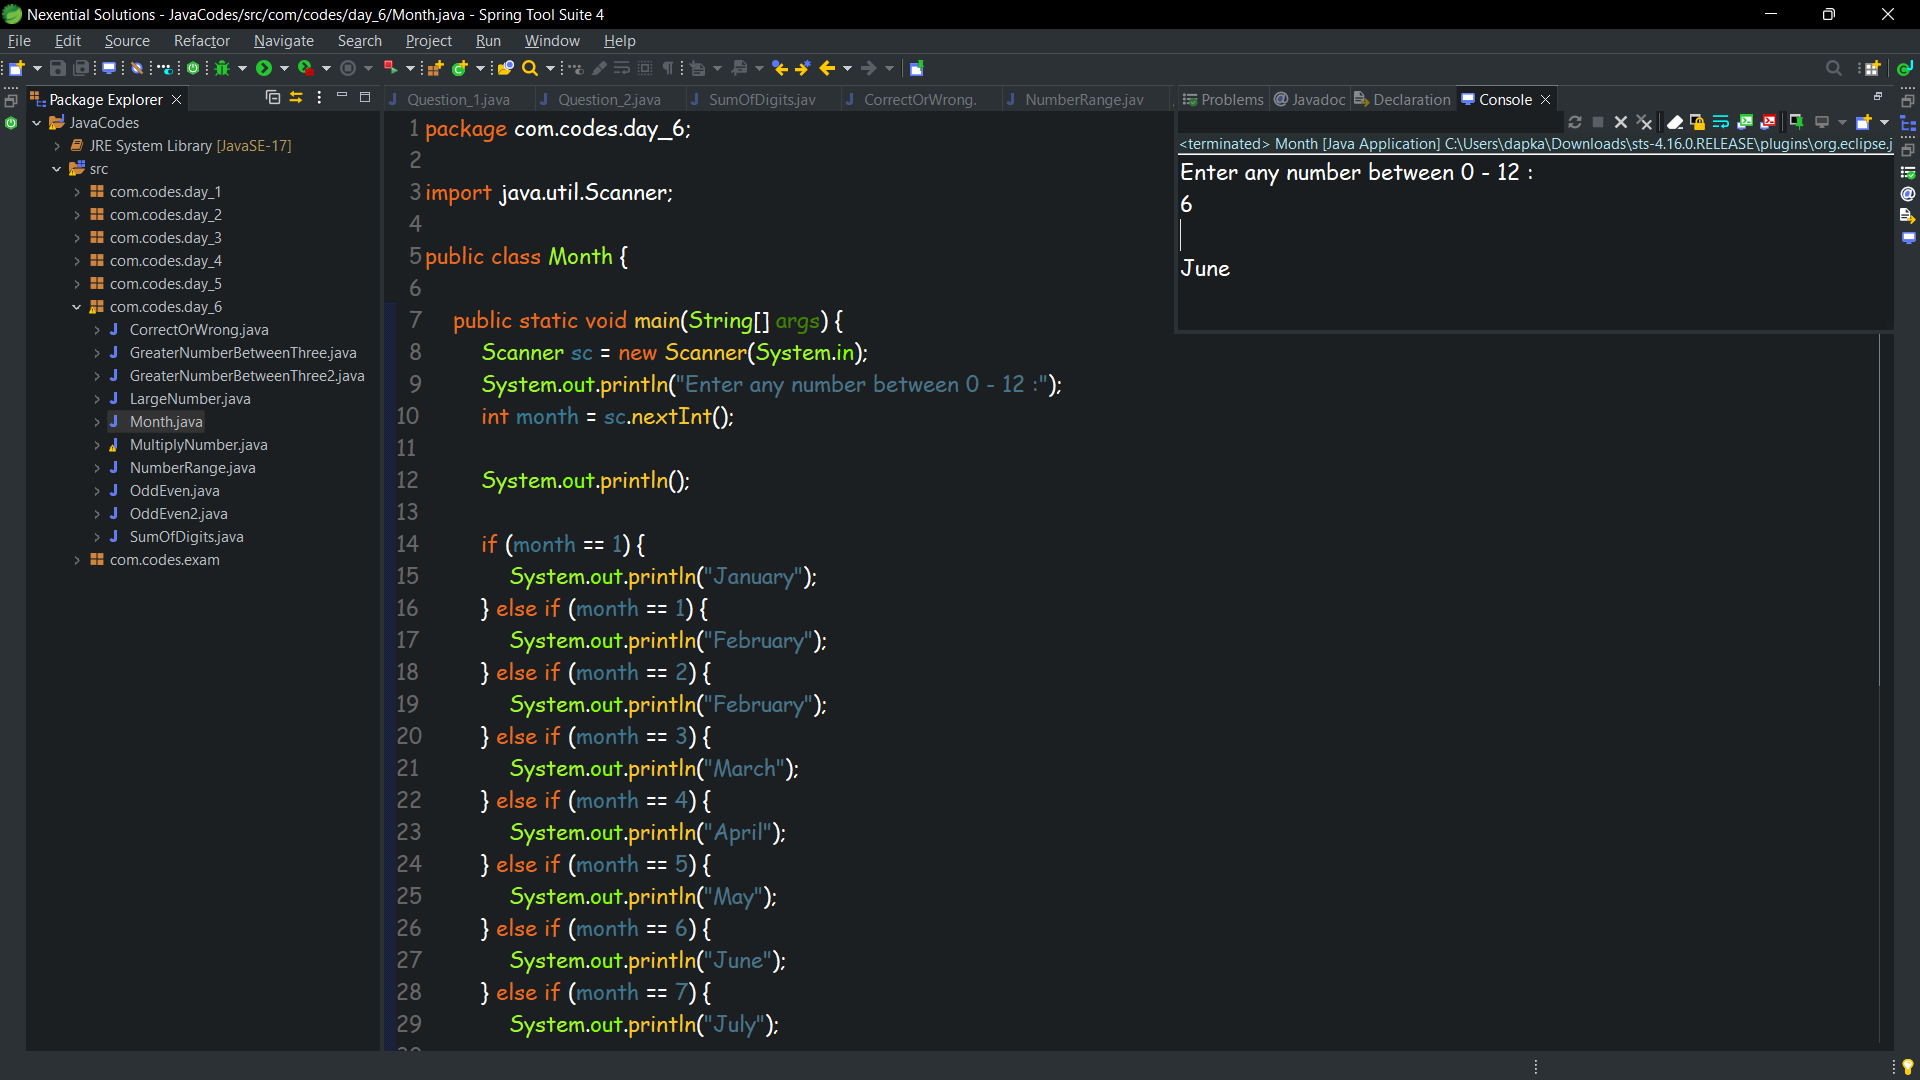 Nexential Solutions - JavaCodes/src/com/codes/day_6/Month.java - Spring Tool Suite 4
File Edit Source Refactor Navigate Search Project Run Window Help
Package Explorer
JavaCodes
JRE System Library [JavaSE-17]
src
com.codes.day_1
com.codes.day_2
com.codes.day_3
com.codes.day_4
com.codes.day_5
com.codes.day_6
CorrectOrWrong.java
GreaterNumberBetweenThree.java
GreaterNumberBetweenThree2.java
LargeNumber.java
Month.java
MultiplyNumber.java
NumberRange.java
OddEven.java
OddEven2.java
SumOfDigits.java
com.codes.exam
Question_1.java Question_2.java SumOfDigits.jav CorrectOrWrong. NumberRange.jav
1 package com.codes.day_6;
2
3 import java.util.Scanner;
4
5 public class Month {
6
7 public static void main(String[] args) {
8 Scanner sc = new Scanner(System.in);
9 System.out.println("Enter any number between 0 - 12 :");
10 int month = sc.nextInt();
11
12 System.out.println();
13
14 if (month == 1) {
15 System.out.println("January");
16 } else if (month == 1) {
17 System.out.println("February");
18 } else if (month == 2) {
19 System.out.println("February");
20 } else if (month == 3) {
21 System.out.println("March");
22 } else if (month == 4) {
23 System.out.println("April");
24 } else if (month == 5) {
25 System.out.println("May");
26 } else if (month == 6) {
27 System.out.println("June");
28 } else if (month == 7) {
29 System.out.println("July");
Problems Javadoc Declaration Console
<terminated> Month [Java Application] C:\Users\dapka\Downloads\sts-4.16.0.RELEASE\plugins\org.eclipse.j
Enter any number between 0 - 12 :
6
June